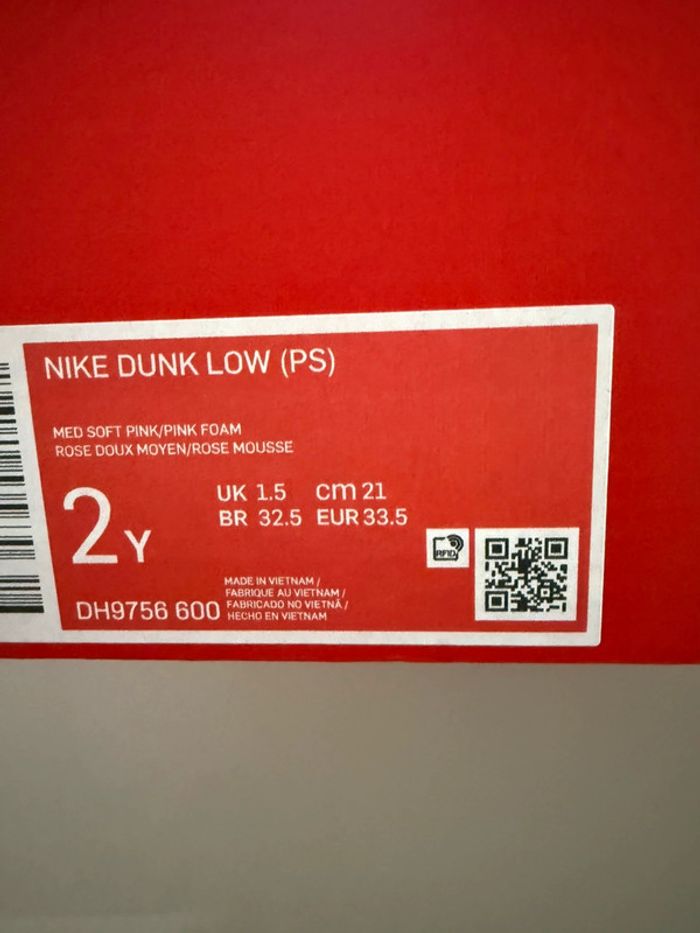 NIKE DUNK LOW (PS)
MED SOFT PINK/PINK FOAM
ROSE DOUX MOYEN/ROSE MOUSSE
2Y
UK 1.5 cm 21
BR 32.5 EUR 33.5
RFID
MADE IN VIETNAM /
FABRIQUE AU VIETNAM /
FABRICADO NO VIETNÃ /
HECHO EN VIETNAM
DH9756 600